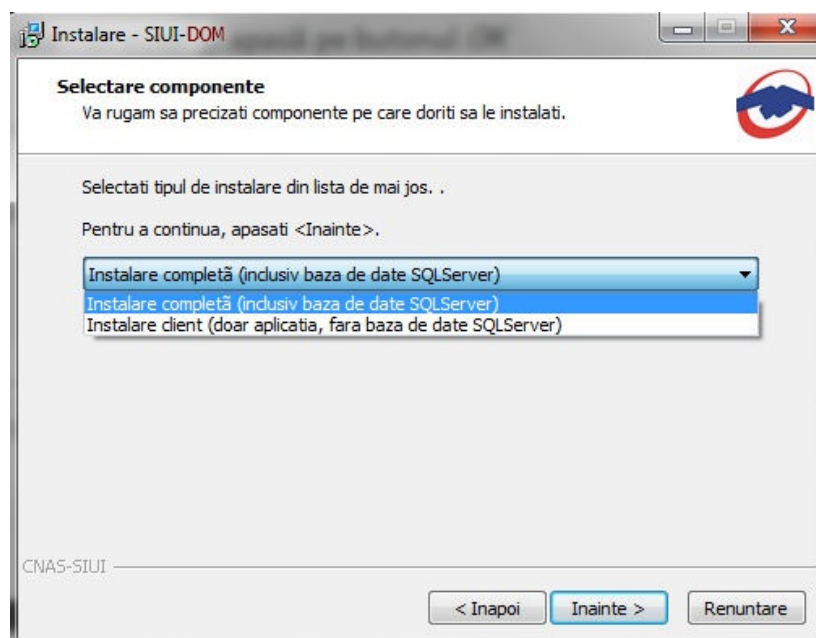 Instalare - SIUI-DOM
Selectare componente
Va rugam sa precizati componente pe care doriti sa le instalati.
Selectati tipul de instalare din lista de mai jos. .
Pentru a continua, apasati <Inainte>.
Instalare completã (inclusiv baza de date SQLServer)
Instalare completã (inclusiv baza de date SQLServer)
Instalare client (doar aplicatia, fara baza de date SQLServer)
CNAS-SIUI
< Inapoi
Inainte >
Renuntare